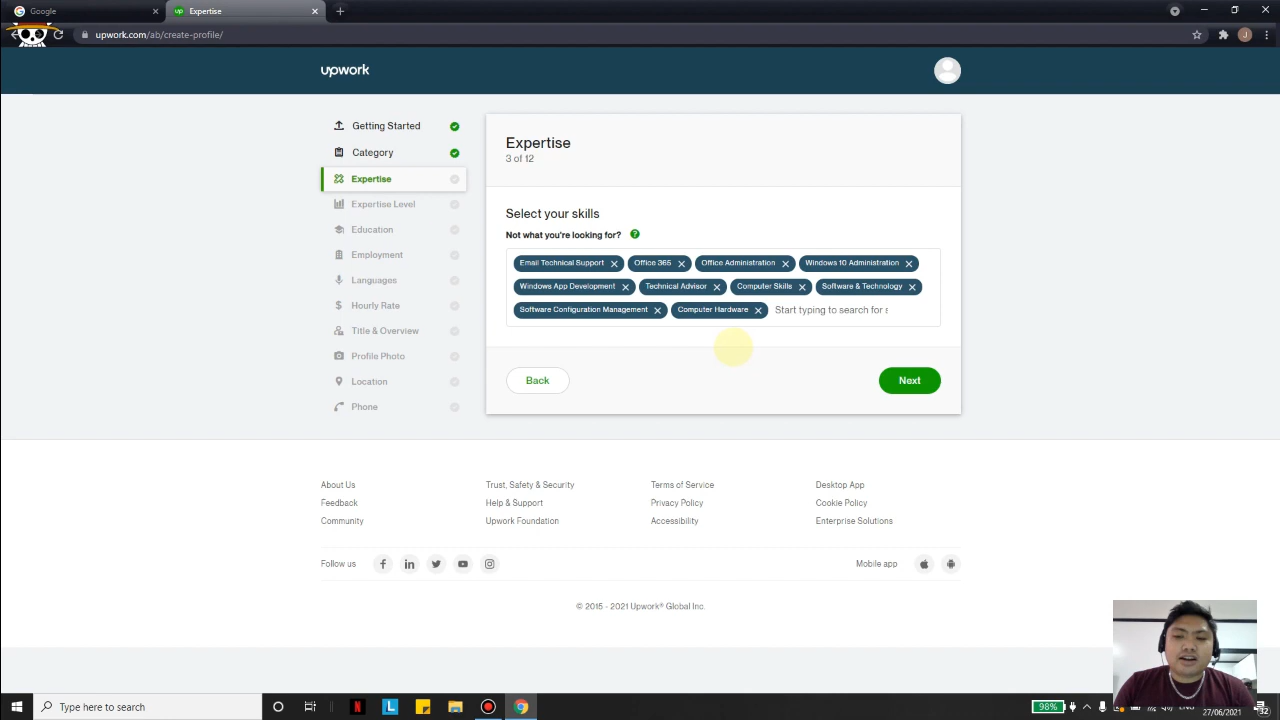 Google
Expertise
upwork.com/ab/create-profile/
J
upwork
Getting Started
Category
Expertise
Expertise Level
Education
Employment
Languages
Hourly Rate
Title & Overview
Profile Photo
Location
Phone
Expertise
3 of 12
Select your skills
Not what you're looking for? ?
Email Technical Support Office 365 Office Administration Windows 10 Administration
Windows App Development Technical Advisor Computer Skills Software & Technology
Software Configuration Management Computer Hardware Start typing to search for s
Back
Next
About Us
Feedback
Community
Trust, Safety & Security
Help & Support
Upwork Foundation
Terms of Service
Privacy Policy
Accessibility
Desktop App
Cookie Policy
Enterprise Solutions
Follow us
Mobile app
© 2015 - 2021 Upwork® Global Inc.
Type here to search
98%
ENG
27/06/2021
32